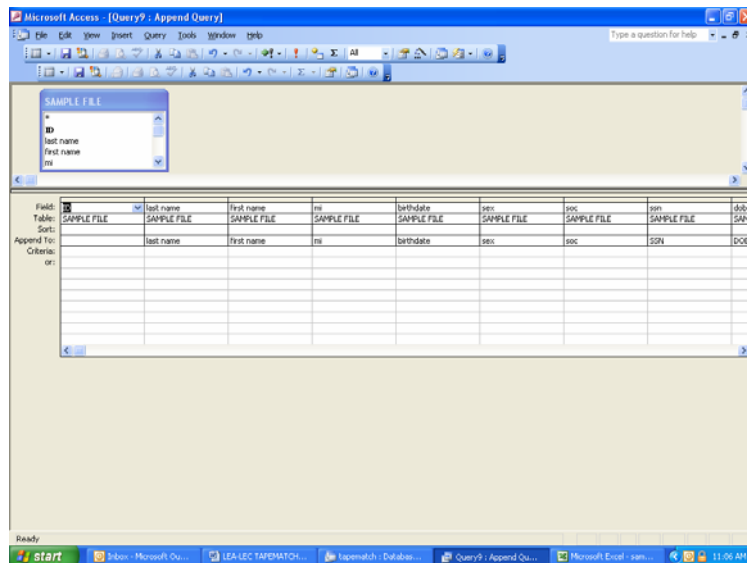 Microsoft Access - [Query9 : Append Query]
File Edit View Insert Query Tools Window Help Type a question for help
All
SAMPLE FILE
*
ID
last name
first name
mi
Field: ID last name first name mi birthdate sex soc ssn dob
Table: SAMPLE FILE SAMPLE FILE SAMPLE FILE SAMPLE FILE SAMPLE FILE SAMPLE FILE SAMPLE FILE SAMPLE FILE SAM
Sort:
Append To: last name first name mi birthdate sex soc SSN DOB
Criteria:
or:
Ready
start Inbox - Microsoft Ou... LEA-LEC TAPEMATCH... tapematch : Databas... Query9 : Append Qu... Microsoft Excel - sam... 11:06 AM